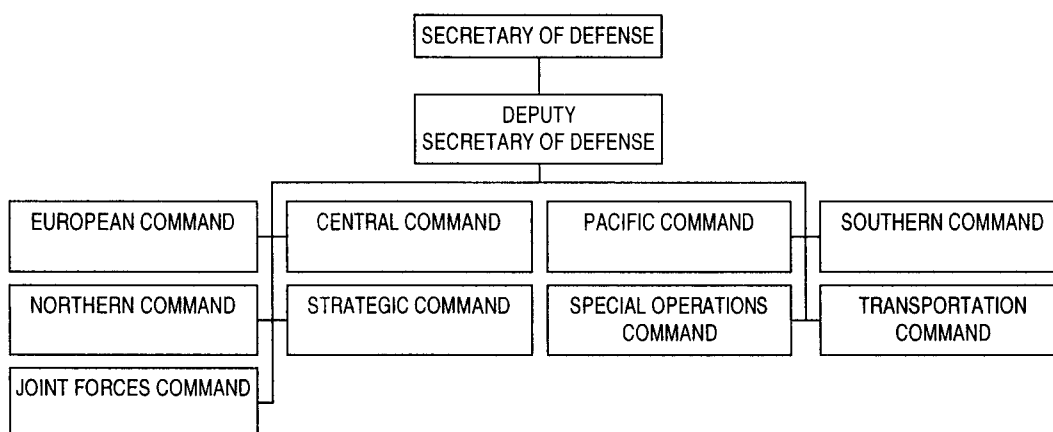 SECRETARY OF DEFENSE
DEPUTY
SECRETARY OF DEFENSE
EUROPEAN COMMAND
CENTRAL COMMAND
PACIFIC COMMAND
SOUTHERN COMMAND
NORTHERN COMMAND
STRATEGIC COMMAND
SPECIAL OPERATIONS
COMMAND
TRANSPORTATION
COMMAND
JOINT FORCES COMMAND